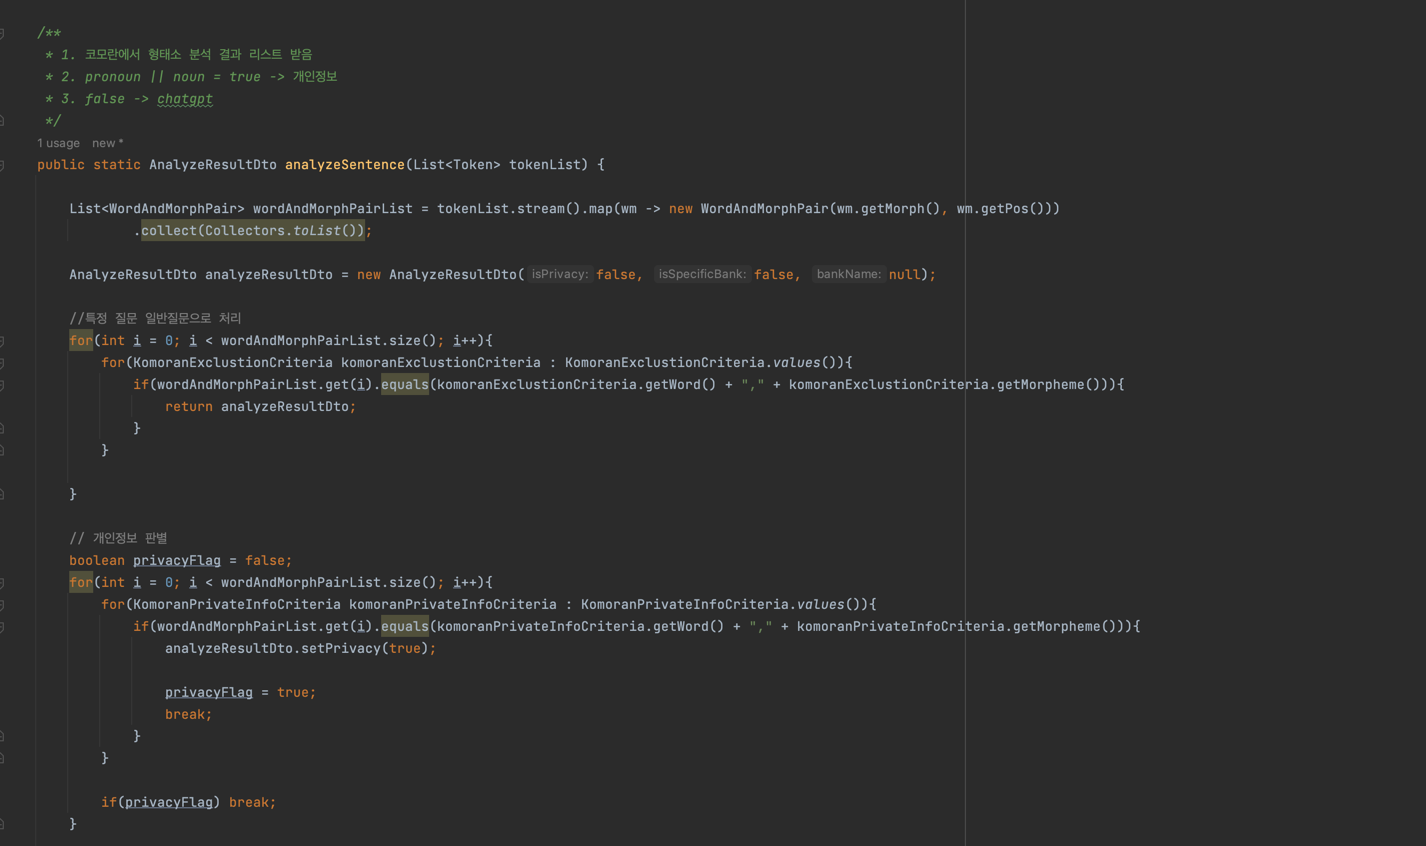 /**
 * 1. 코모란에서 형태소 분석 결과 리스트 받음
 * 2. pronoun || noun = true -> 개인정보
 * 3. false -> chatgpt
 */
1 usage   new *
public static AnalyzeResultDto analyzeSentence(List<Token> tokenList) {
    List<WordAndMorphPair> wordAndMorphPairList = tokenList.stream().map(wm -> new WordAndMorphPair(wm.getMorph(), wm.getPos()))
            .collect(Collectors.toList());
    AnalyzeResultDto analyzeResultDto = new AnalyzeResultDto( isPrivacy: false, isSpecificBank: false, bankName: null);
    //특정 질문 일반질문으로 처리
    for(int i = 0; i < wordAndMorphPairList.size(); i++){
        for(KomoranExclustionCriteria komoranExclustionCriteria : KomoranExclustionCriteria.values()){
            if(wordAndMorphPairList.get(i).equals(komoranExclustionCriteria.getWord() + "," + komoranExclustionCriteria.getMorpheme())){
                return analyzeResultDto;
            }
        }
    }
    // 개인정보 판별
    boolean privacyFlag = false;
    for(int i = 0; i < wordAndMorphPairList.size(); i++){
        for(KomoranPrivateInfoCriteria komoranPrivateInfoCriteria : KomoranPrivateInfoCriteria.values()){
            if(wordAndMorphPairList.get(i).equals(komoranPrivateInfoCriteria.getWord() + "," + komoranPrivateInfoCriteria.getMorpheme())){
                analyzeResultDto.setPrivacy(true);
                privacyFlag = true;
                break;
            }
        }
        if(privacyFlag) break;
    }